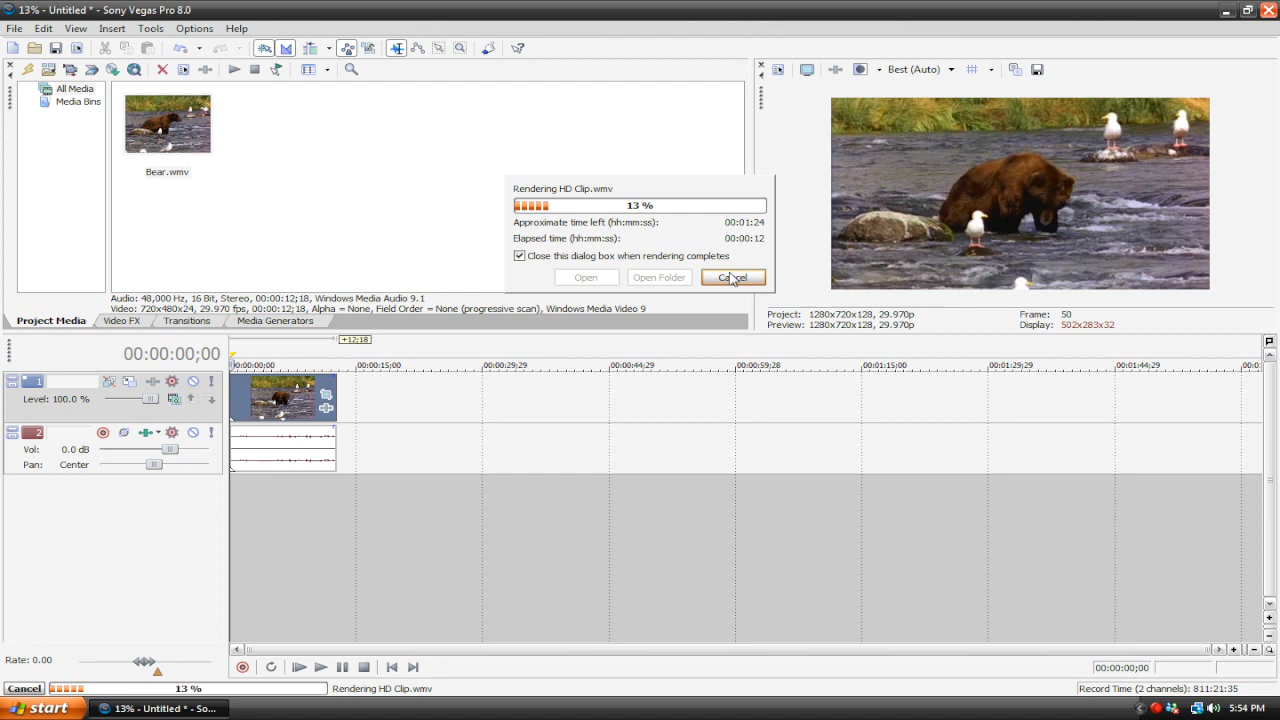 13% - Untitled * - Sony Vegas Pro 8.0
File Edit View Insert Tools Options Help
Best (Auto)
All Media
Media Bins
Bear.wmv
Rendering HD Clip.wmv
13 %
Approximate time left (hh:mm:ss): 00:01:24
Elapsed time (hh:mm:ss): 00:00:12
Close this dialog box when rendering completes
Open Open Folder Cancel
Audio: 48,000 Hz, 16 Bit, Stereo, 00:00:12;18, Windows Media Audio 9.1
Video: 720x480x24, 29.970 fps, 00:00:12;18, Alpha = None, Field Order = None (progressive scan), Windows Media Video 9
Project Media Video FX Transitions Media Generators
Project: 1280x720x128, 29.970p Frame: 50
Preview: 1280x720x128, 29.970p Display: 502x283x32
+12;18
00:00:00;00
00:00:00;00 00:00:15;00 00:00:29;29 00:00:44;29 00:00:59;28 00:01:15;00 00:01:29;29 00:01:44;29 00:0
1
Level: 100.0 %
2
Vol: 0.0 dB
Pan: Center
Rate: 0.00
00:00:00;00
Cancel 13 % Rendering HD Clip.wmv Record Time (2 channels): 811:21:35
start 13% - Untitled * - So... 5:54 PM